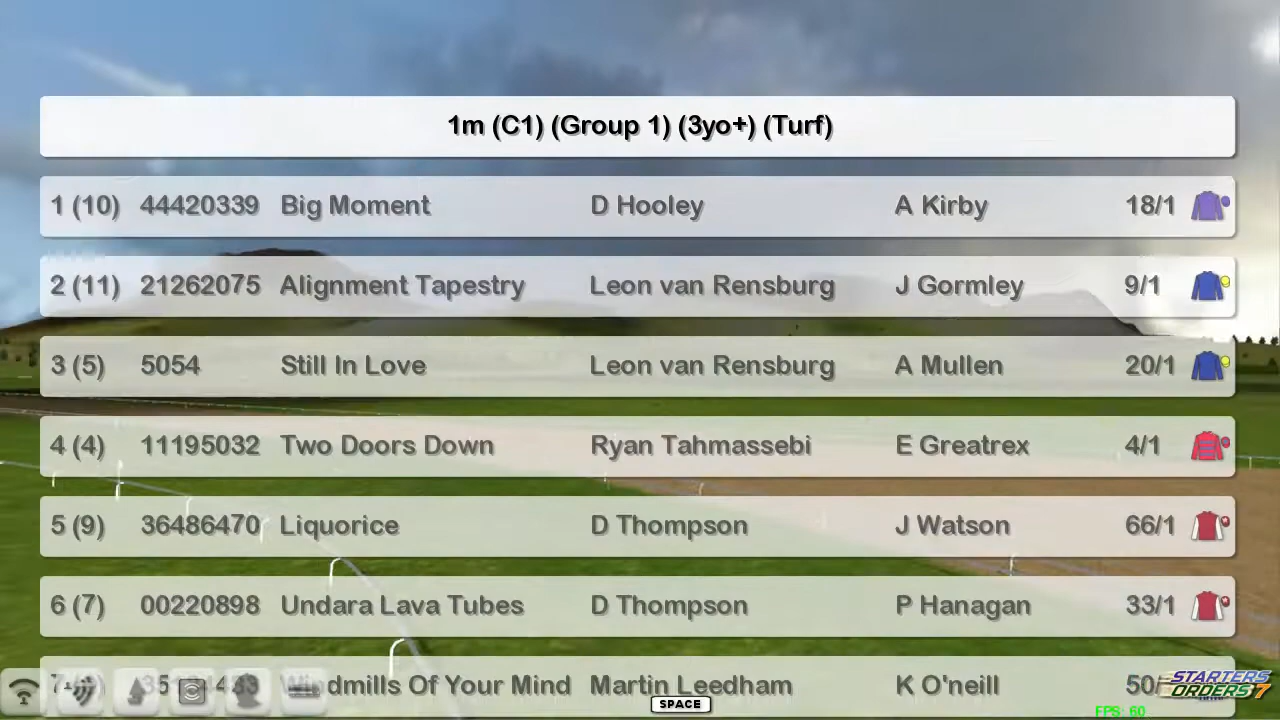 1m (C1) (Group 1) (3yo+) (Turf)
1 (10) 44420339 Big Moment D Hooley A Kirby 18/1
2 (11) 21262075 Alignment Tapestry Leon van Rensburg J Gormley 9/1
3 (5) 5054 Still In Love Leon van Rensburg A Mullen 20/1
4 (4) 11195032 Two Doors Down Ryan Tahmassebi E Greatrex 4/1
5 (9) 36486470 Liquorice D Thompson J Watson 66/1
6 (7) 00220898 Undara Lava Tubes D Thompson P Hanagan 33/1
Windmills Of Your Mind Martin Leedham K O'neill
SPACE
STARTERS
ORDERS 7
FPS: 60